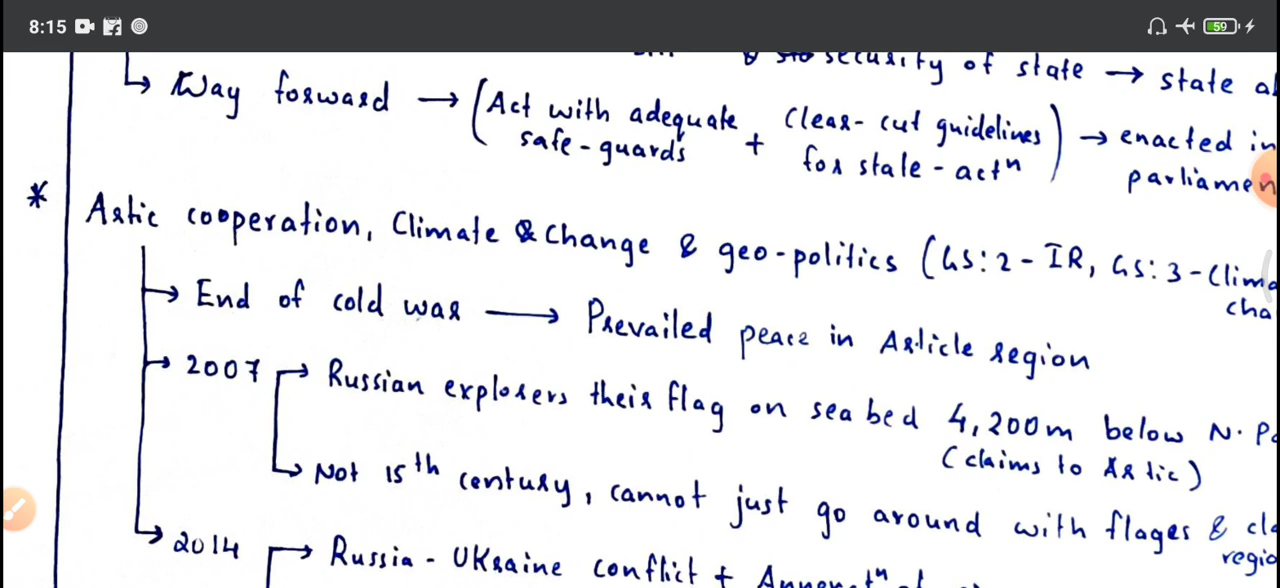 8:15
59
security of state → state a
↳ Way forward → (Act with adequate safe-guards + Clear-cut guidelines for state-actⁿ) → enacted in parliamen
* Artic cooperation, Climate & Change & geo-politics (GS:2-IR, GS:3-Clima cha
→ End of cold war → Prevailed peace in Article region
→ 2007 → Russian explorers their flag on sea bed 4,200m below N.P
(claims to Artic)
↳ Not 15th century, cannot just go around with flages & cla
regio
↳ 2014 → Russia-Ukraine conflict +